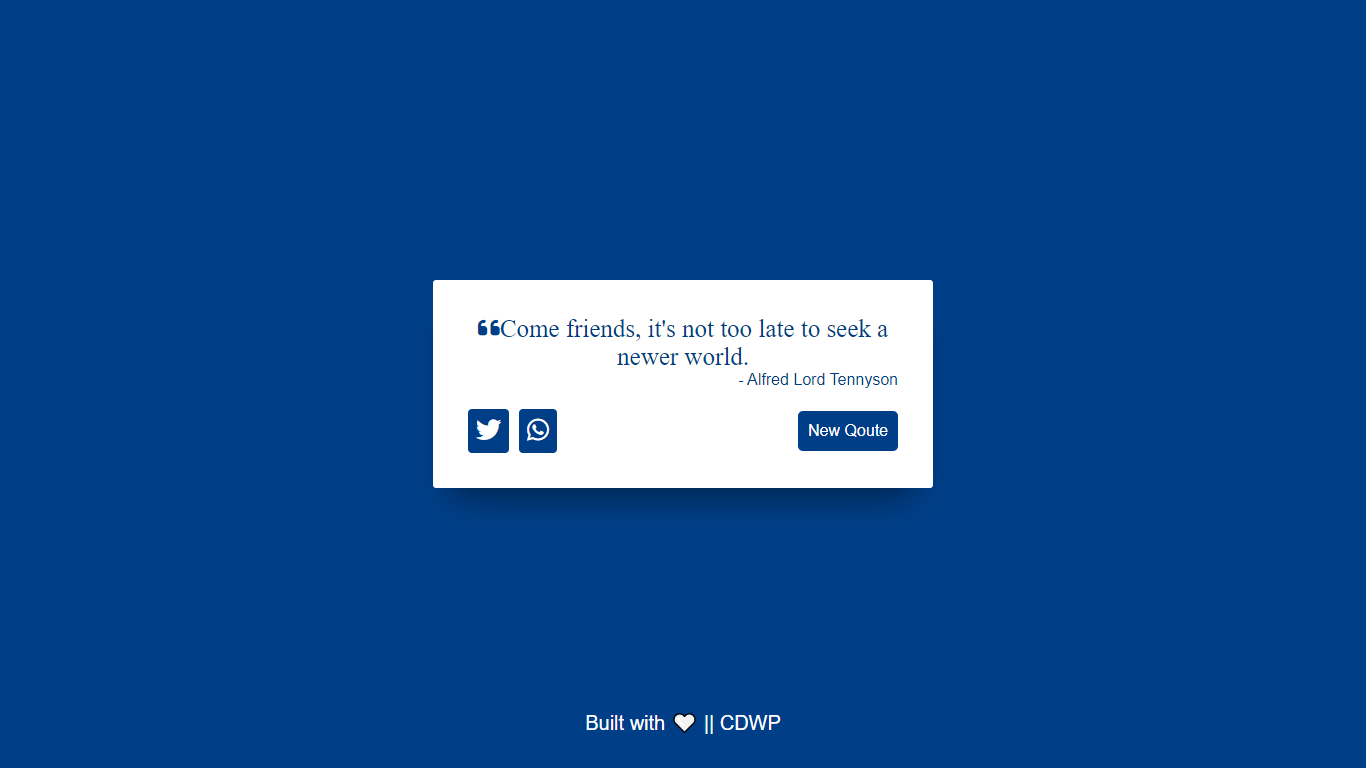 ❝Come friends, it's not too late to seek a
newer world.
- Alfred Lord Tennyson
New Qoute
Built with 🤍 || CDWP